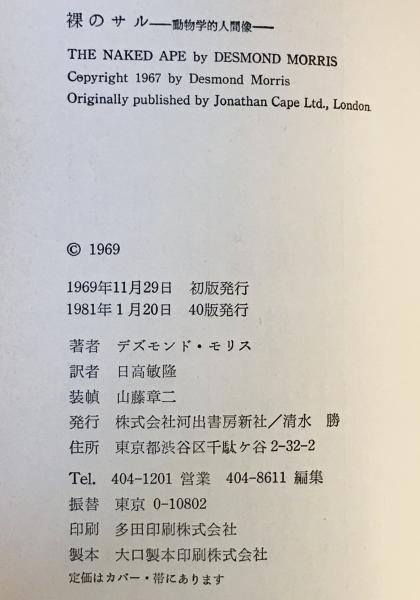 裸のサル—動物学的人間像—
THE NAKED APE by DESMOND MORRIS
Copyright 1967 by Desmond Morris
Originally published by Jonathan Cape Ltd., London
© 1969
1969年11月29日 初版発行
1981年1月20日 40版発行
著者 デズモンド・モリス
訳者 日高敏隆
装幀 山藤章二
発行 株式会社河出書房新社/清水 勝
住所 東京都渋谷区千駄ケ谷2-32-2
Tel. 404-1201 営業 404-8611 編集
振替 東京 0-10802
印刷 多田印刷株式会社
製本 大口製本印刷株式会社
定価はカバー・帯にあります